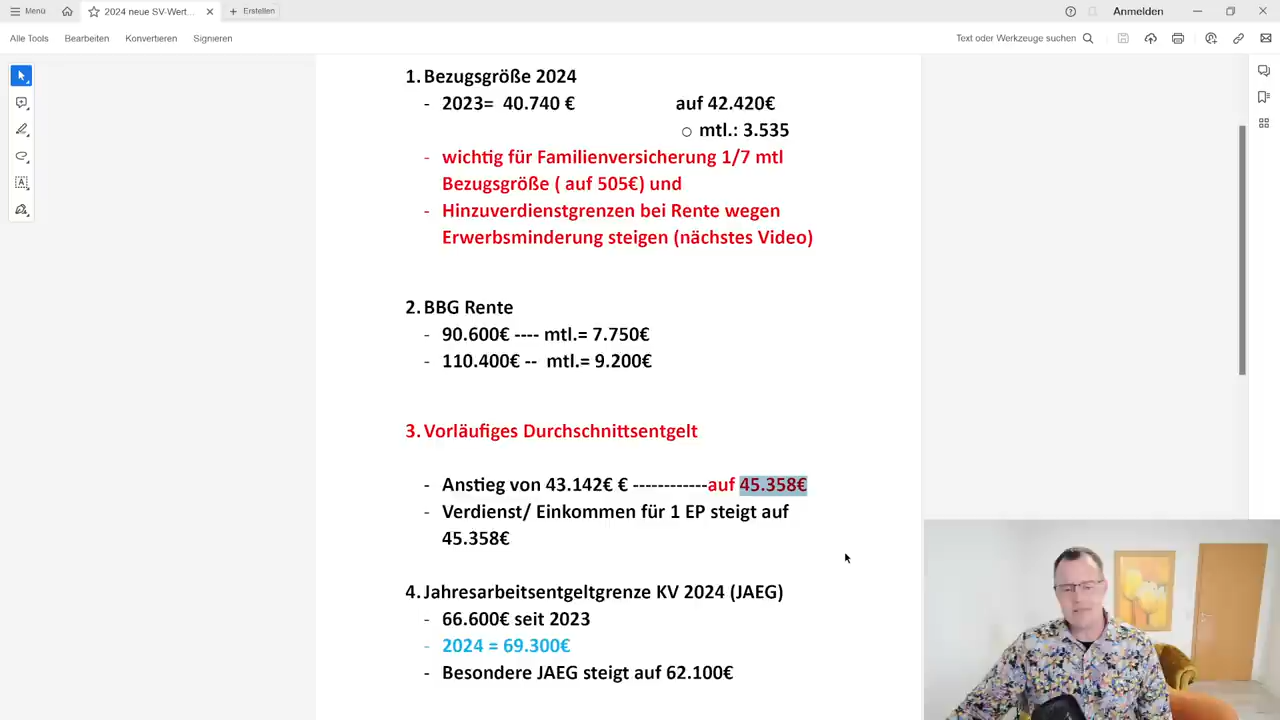 Menü
2024 neue SV-Wert...
Erstellen
Anmelden
Alle Tools Bearbeiten Konvertieren Signieren
Text oder Werkzeuge suchen
1. Bezugsgröße 2024
- 2023= 40.740 € auf 42.420€
○ mtl.: 3.535
- wichtig für Familienversicherung 1/7 mtl
Bezugsgröße ( auf 505€) und
- Hinzuverdienstgrenzen bei Rente wegen
Erwerbsminderung steigen (nächstes Video)
2. BBG Rente
- 90.600€ ---- mtl.= 7.750€
- 110.400€ -- mtl.= 9.200€
3. Vorläufiges Durchschnittsentgelt
- Anstieg von 43.142€ € ------------auf 45.358€
- Verdienst/ Einkommen für 1 EP steigt auf
45.358€
4. Jahresarbeitsentgeltgrenze KV 2024 (JAEG)
- 66.600€ seit 2023
- 2024 = 69.300€
- Besondere JAEG steigt auf 62.100€